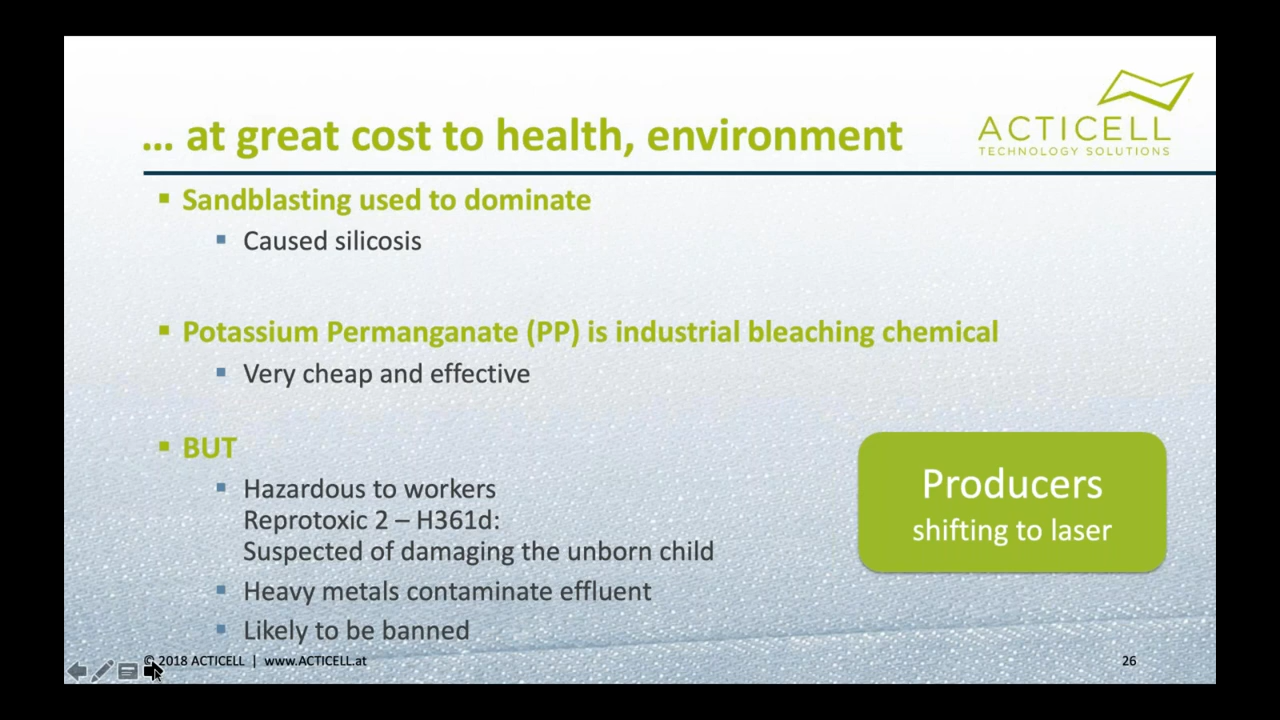 ACTICELL
TECHNOLOGY SOLUTIONS
... at great cost to health, environment
Sandblasting used to dominate
Caused silicosis
Potassium Permanganate (PP) is industrial bleaching chemical
Very cheap and effective
BUT
Hazardous to workers
Reprotoxic 2 – H361d:
Suspected of damaging the unborn child
Heavy metals contaminate effluent
Likely to be banned
Producers
shifting to laser
© 2018 ACTICELL | www.ACTICELL.at
26